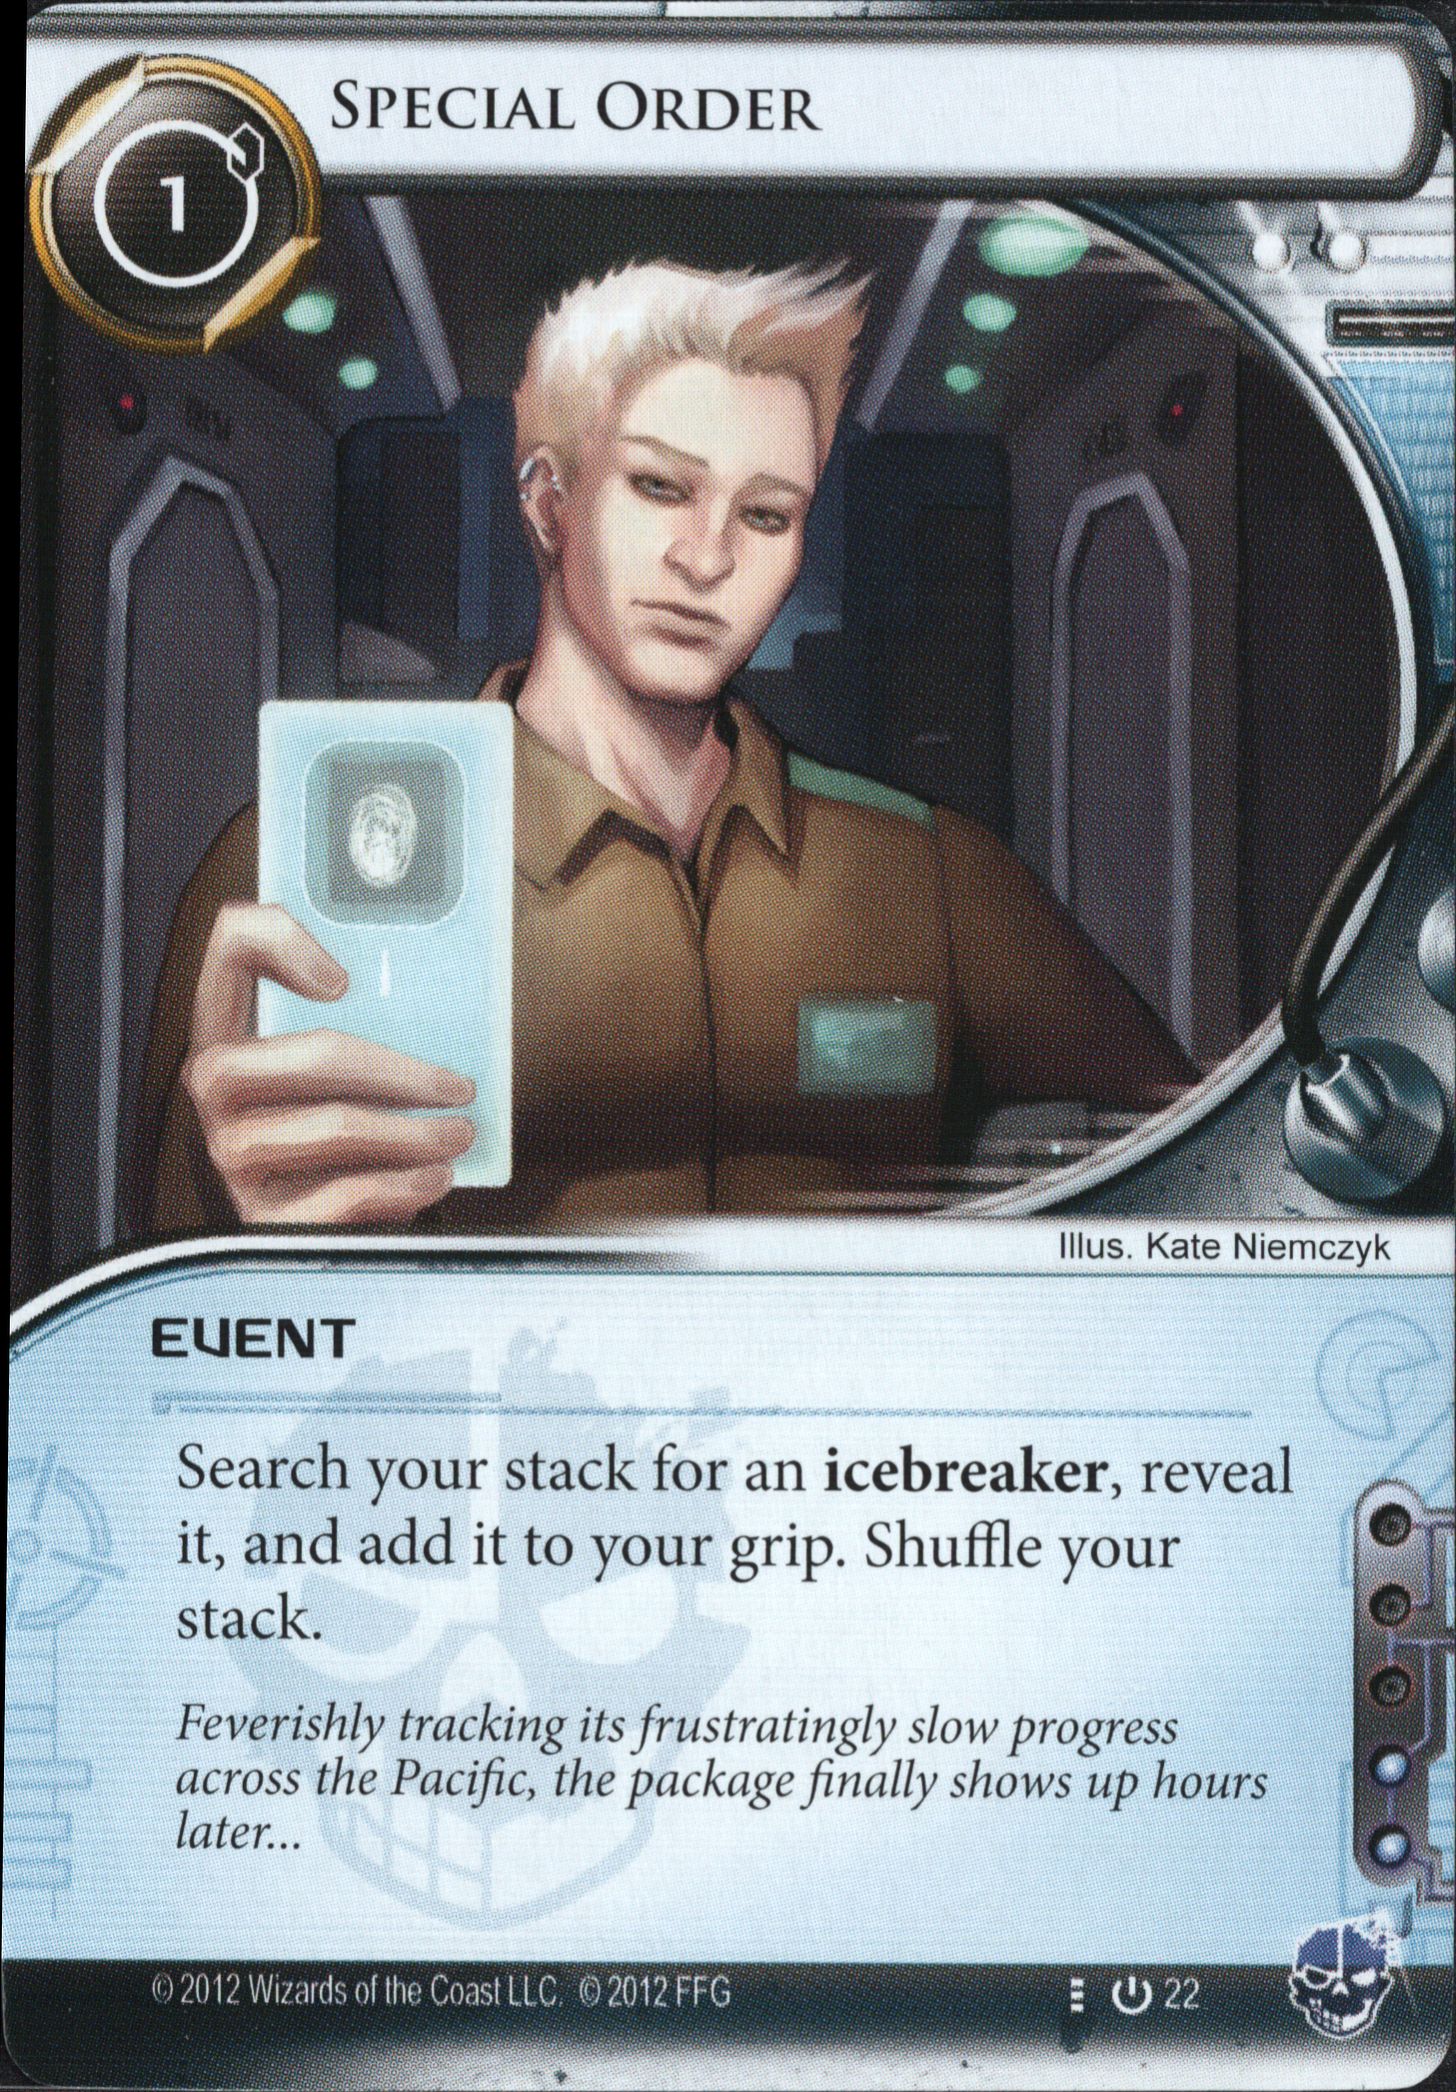 Special Order
1
Illus. Kate Niemczyk
EVENT
Search your stack for an icebreaker, reveal
it, and add it to your grip. Shuffle your
stack.
Feverishly tracking its frustratingly slow progress
across the Pacific, the package finally shows up hours
later...
© 2012 Wizards of the Coast LLC. © 2012 FFG
22